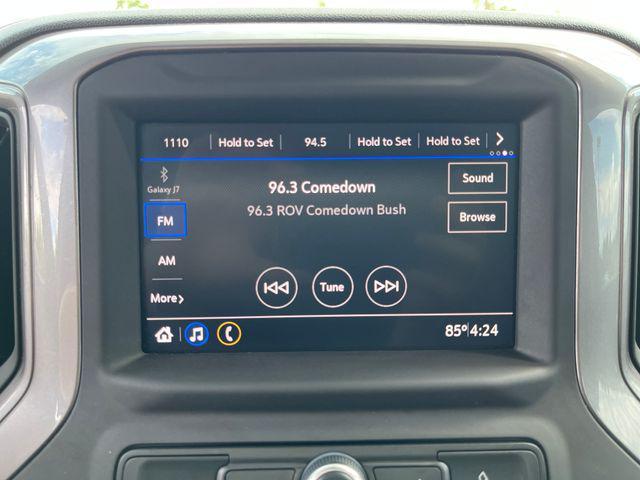 1110 Hold to Set 94.5 Hold to Set Hold to Set
Galaxy J7
96.3 Comedown
Sound
96.3 ROV Comedown Bush
FM
Browse
AM
Tune
More
85° 4:24